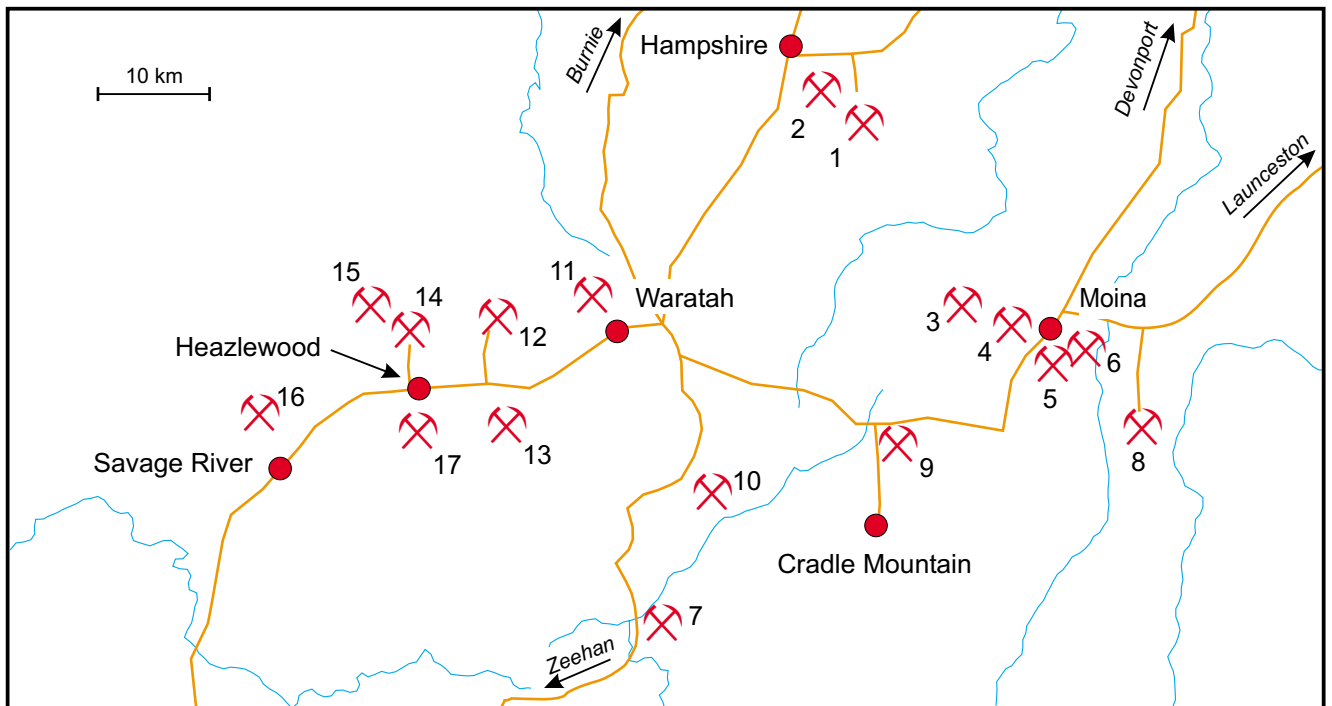 Burnie
Hampshire
Devonport
10 km
2
1
Launceston
15
14
11
Waratah
Moina
3
4
12
Heazlewood
6
5
16
17
13
8
Savage River
9
10
Cradle Mountain
7
Zeehan